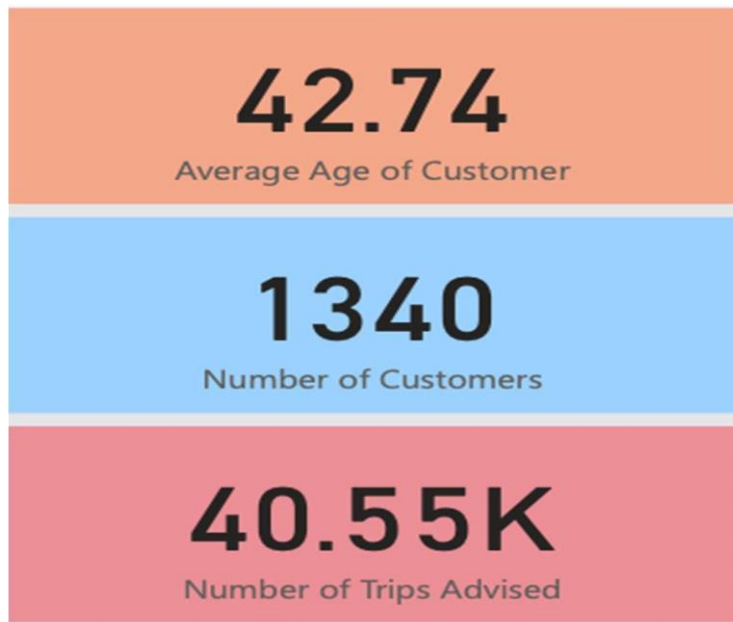 42.74
Average Age of Customer
1340
Number of Customers
40.55K
Number of Trips Advised